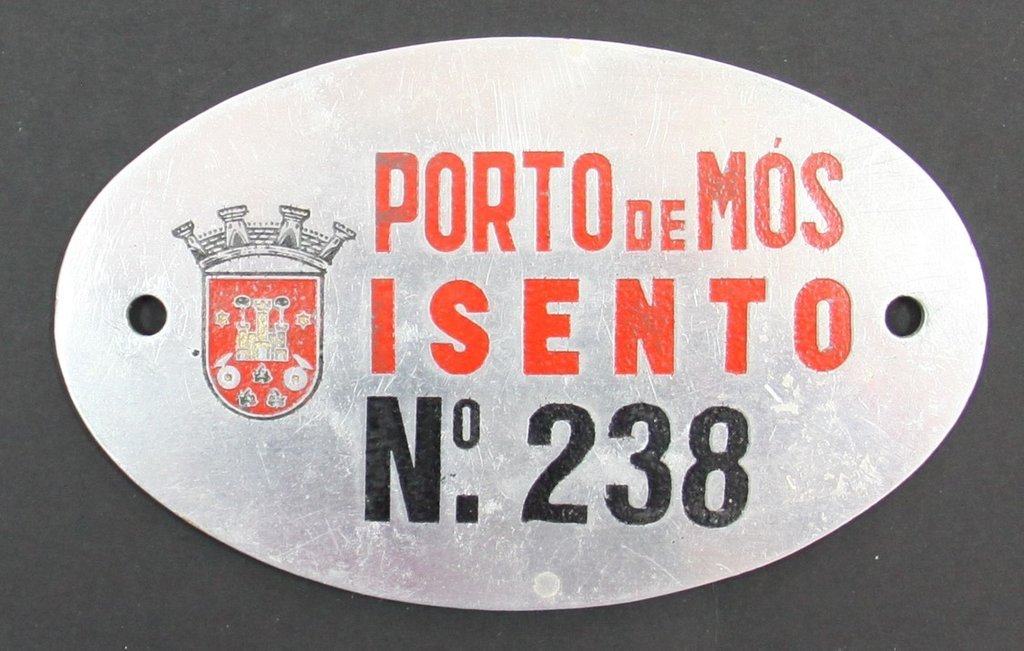 PORTO DE MÓS
ISENTO
Nº. 238